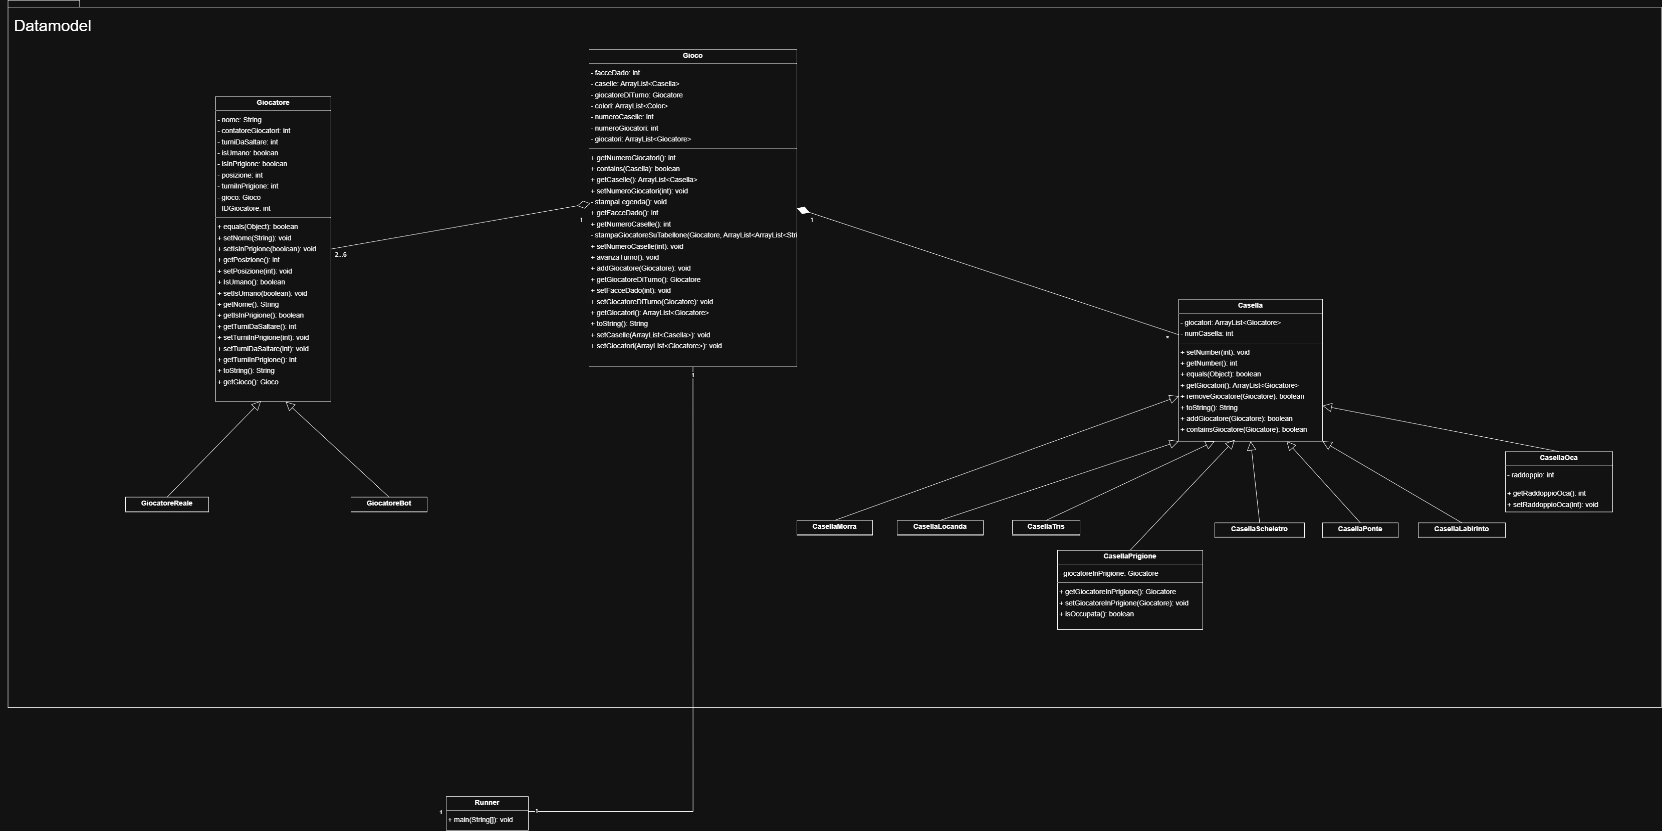 Datamodel
Gioco
- facceDado: int
- caselle: ArrayList<Casella>
- giocatoreDiTurno: Giocatore
- colori: ArrayList<Color>
- numeroCaselle: int
- numeroGiocatori: int
- giocatori: ArrayList<Giocatore>
+ getNumeroGiocatori(): int
+ contains(Casella): boolean
+ getCaselle(): ArrayList<Casella>
+ setNumeroGiocatori(int): void
- stampaLegenda(): void
+ getFacceDado(): int
+ getNumeroCaselle(): int
- stampaGiocatoreSuTabellone(Giocatore, ArrayList<ArrayList<Stri
+ setNumeroCaselle(int): void
+ avanzaTurno(): void
+ addGiocatore(Giocatore): void
+ getGiocatoreDiTurno(): Giocatore
+ setFacceDado(int): void
+ setGiocatoreDiTurno(Giocatore): void
+ getGiocatori(): ArrayList<Giocatore>
+ toString(): String
+ setCaselle(ArrayList<Casella>): void
+ setGiocatori(ArrayList<Giocatore>): void
Giocatore
- nome: String
- contatoreGiocatori: int
- turniDaSaltare: int
- isUmano: boolean
- isInPrigione: boolean
- posizione: int
- turniInPrigione: int
- gioco: Gioco
IDGiocatore: int
+ equals(Object): boolean
+ setNome(String): void
+ setIsInPrigione(boolean): void
+ getPosizione(): int
+ setPosizione(int): void
+ isUmano(): boolean
+ setIsUmano(boolean): void
+ getNome(): String
+ getIsInPrigione(): boolean
+ getTurniDaSaltare(): int
+ setTurniInPrigione(int): void
+ setTurniDaSaltare(int): void
+ getTurniInPrigione(): int
+ toString(): String
+ getGioco(): Gioco
1
2...6
1
*
1
Casella
- giocatori: ArrayList<Giocatore>
- numCasella: int
+ setNumber(int): void
+ getNumber(): int
+ equals(Object): boolean
+ getGiocatori(): ArrayList<Giocatore>
+ removeGiocatore(Giocatore): boolean
+ toString(): String
+ addGiocatore(Giocatore): boolean
+ containsGiocatore(Giocatore): boolean
GiocatoreReale
GiocatoreBot
CasellaOca
- raddoppio: int
+ getRaddoppioOca(): int
+ setRaddoppioOca(int): void
CasellaMorra
CasellaLocanda
CasellaTris
CasellaScheletro
CasellaPonte
CasellaLabirinto
CasellaPrigione
giocatoreInPrigione: Giocatore
+ getGiocatoreInPrigione(): Giocatore
+ setGiocatoreInPrigione(Giocatore): void
+ isOccupata(): boolean
Runner
+ main(String[]): void
1